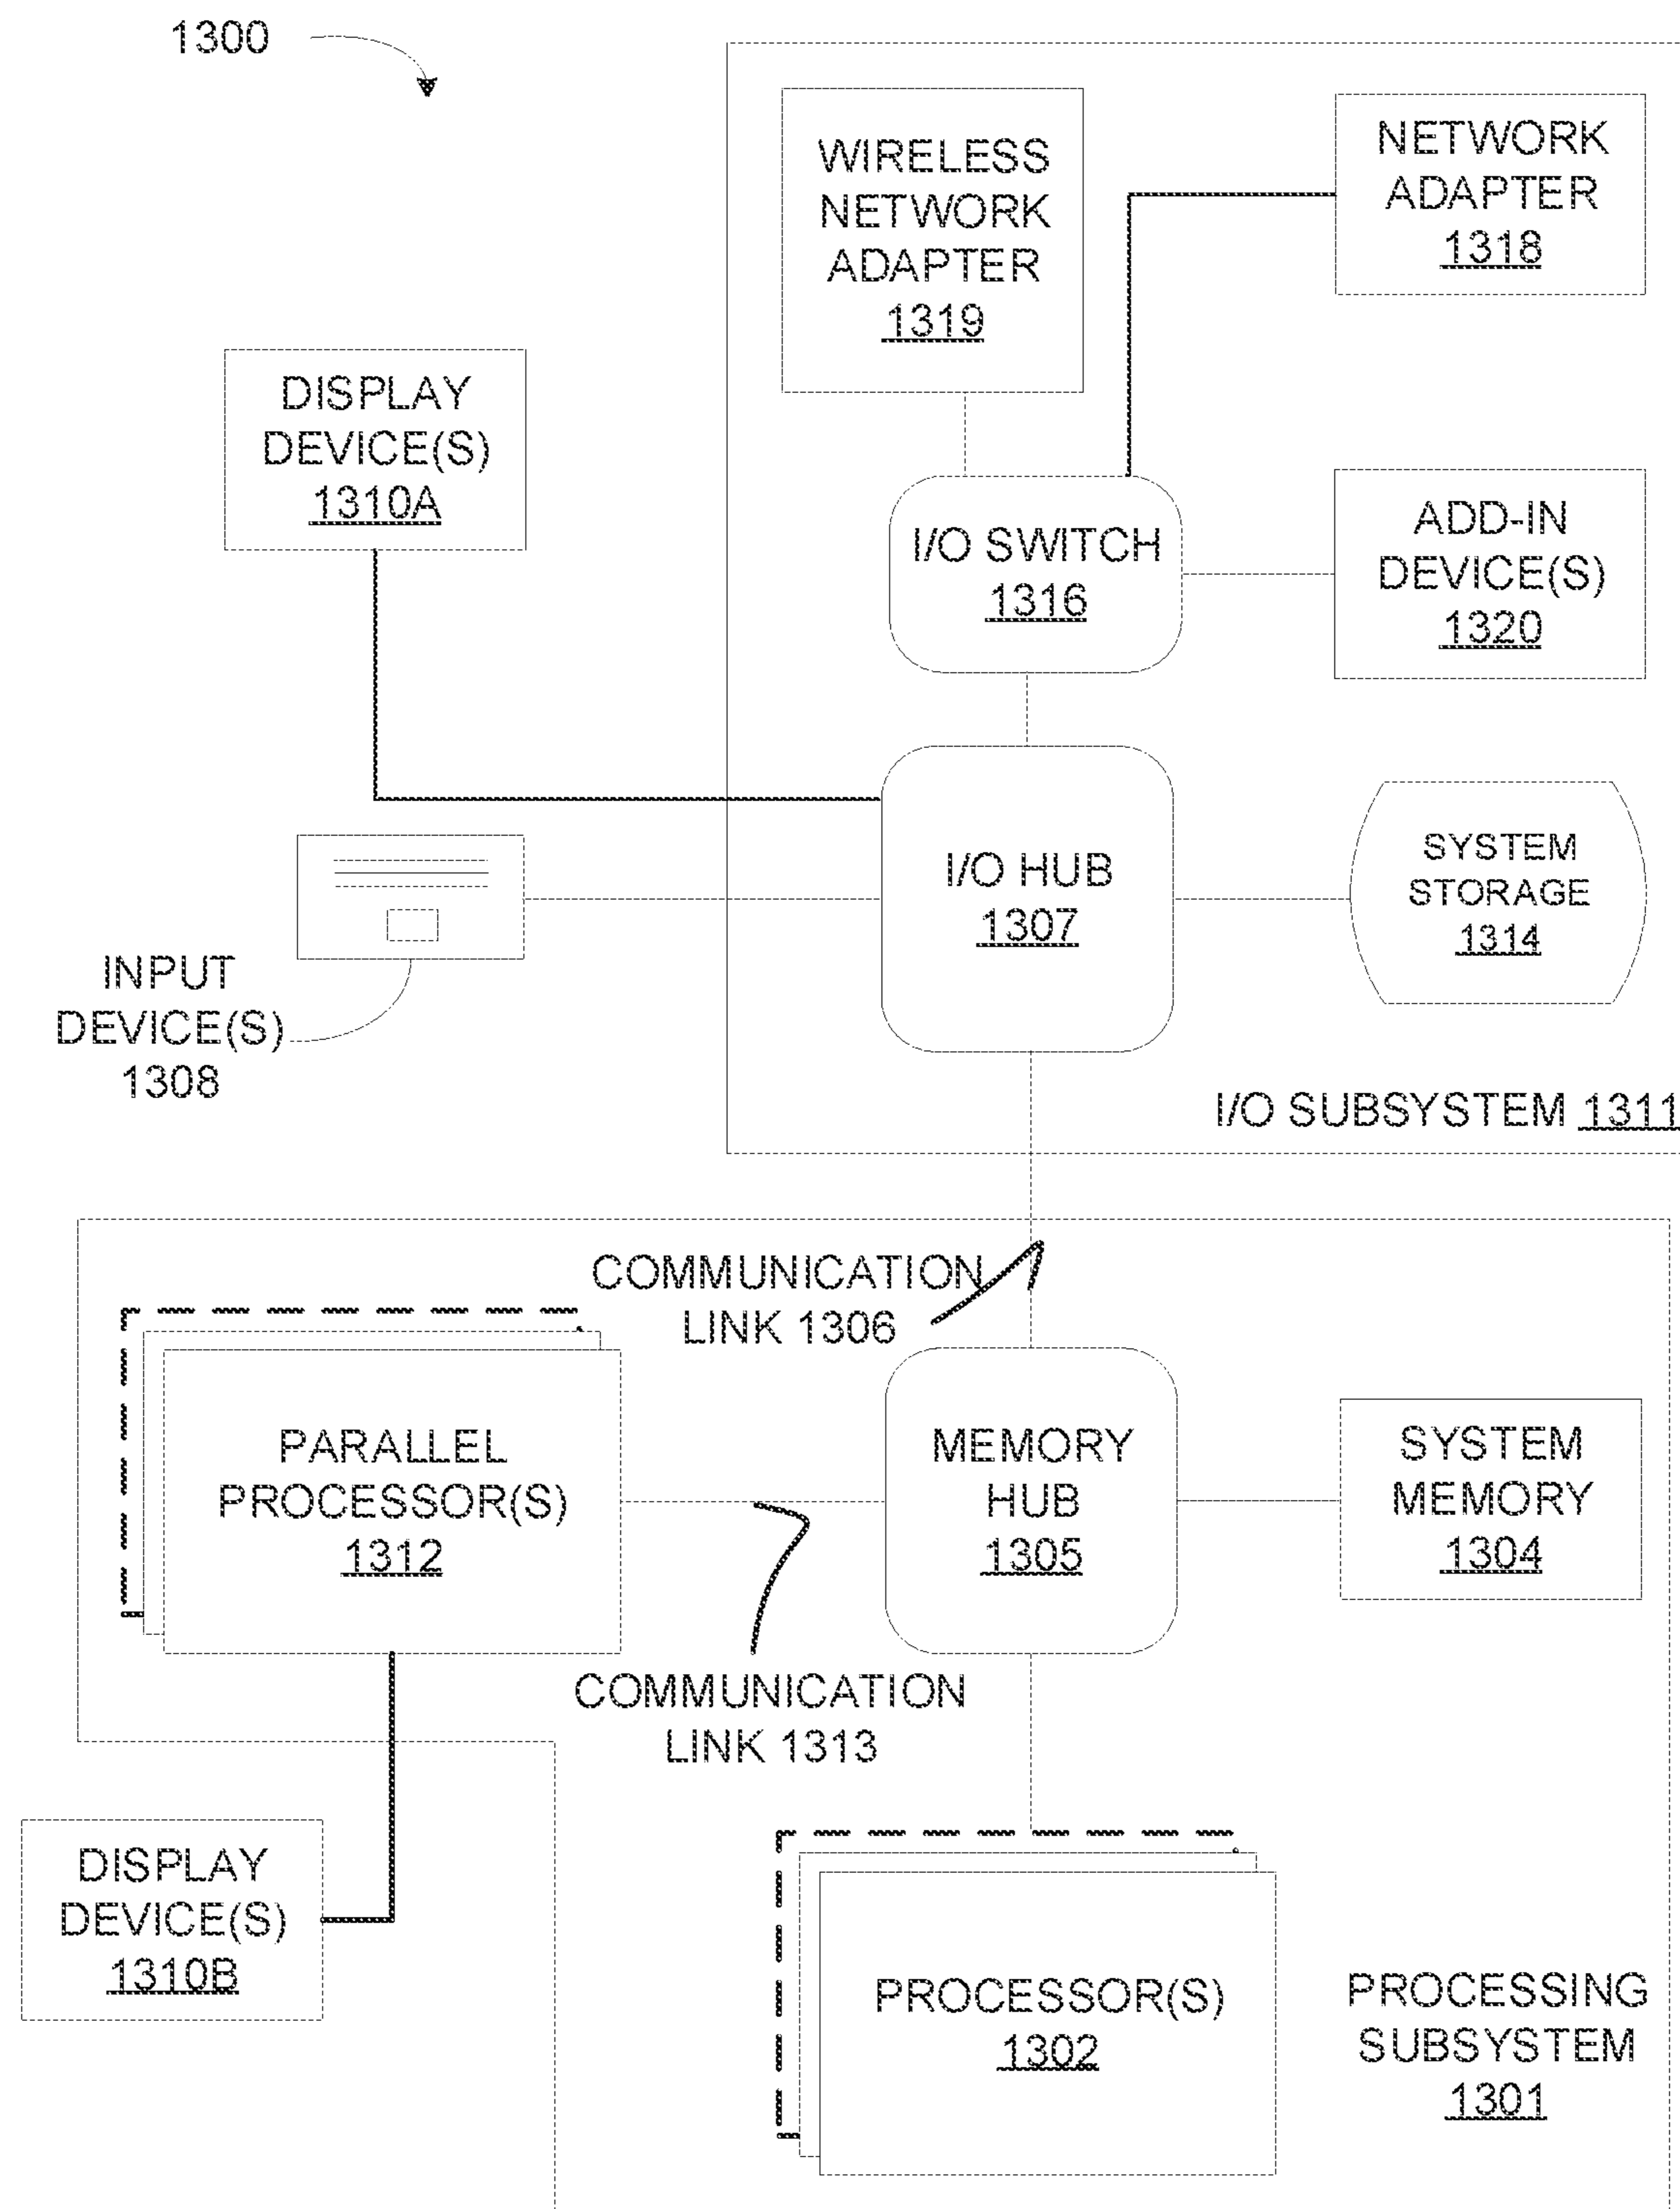 1300
WIRELESS
NETWORK
ADAPTER
1319
NETWORK
ADAPTER
1318
DISPLAY
DEVICE(S)
1310A
I/O SWITCH
1316
ADD-IN
DEVICE(S)
1320
I/O HUB
1307
SYSTEM
STORAGE
1314
INPUT
DEVICE(S)
1308
I/O SUBSYSTEM 1311
COMMUNICATION
LINK 1306
PARALLEL
PROCESSOR(S)
1312
MEMORY
HUB
1305
SYSTEM
MEMORY
1304
COMMUNICATION
LINK 1313
DISPLAY
DEVICE(S)
1310B
PROCESSOR(S)
1302
PROCESSING
SUBSYSTEM
1301